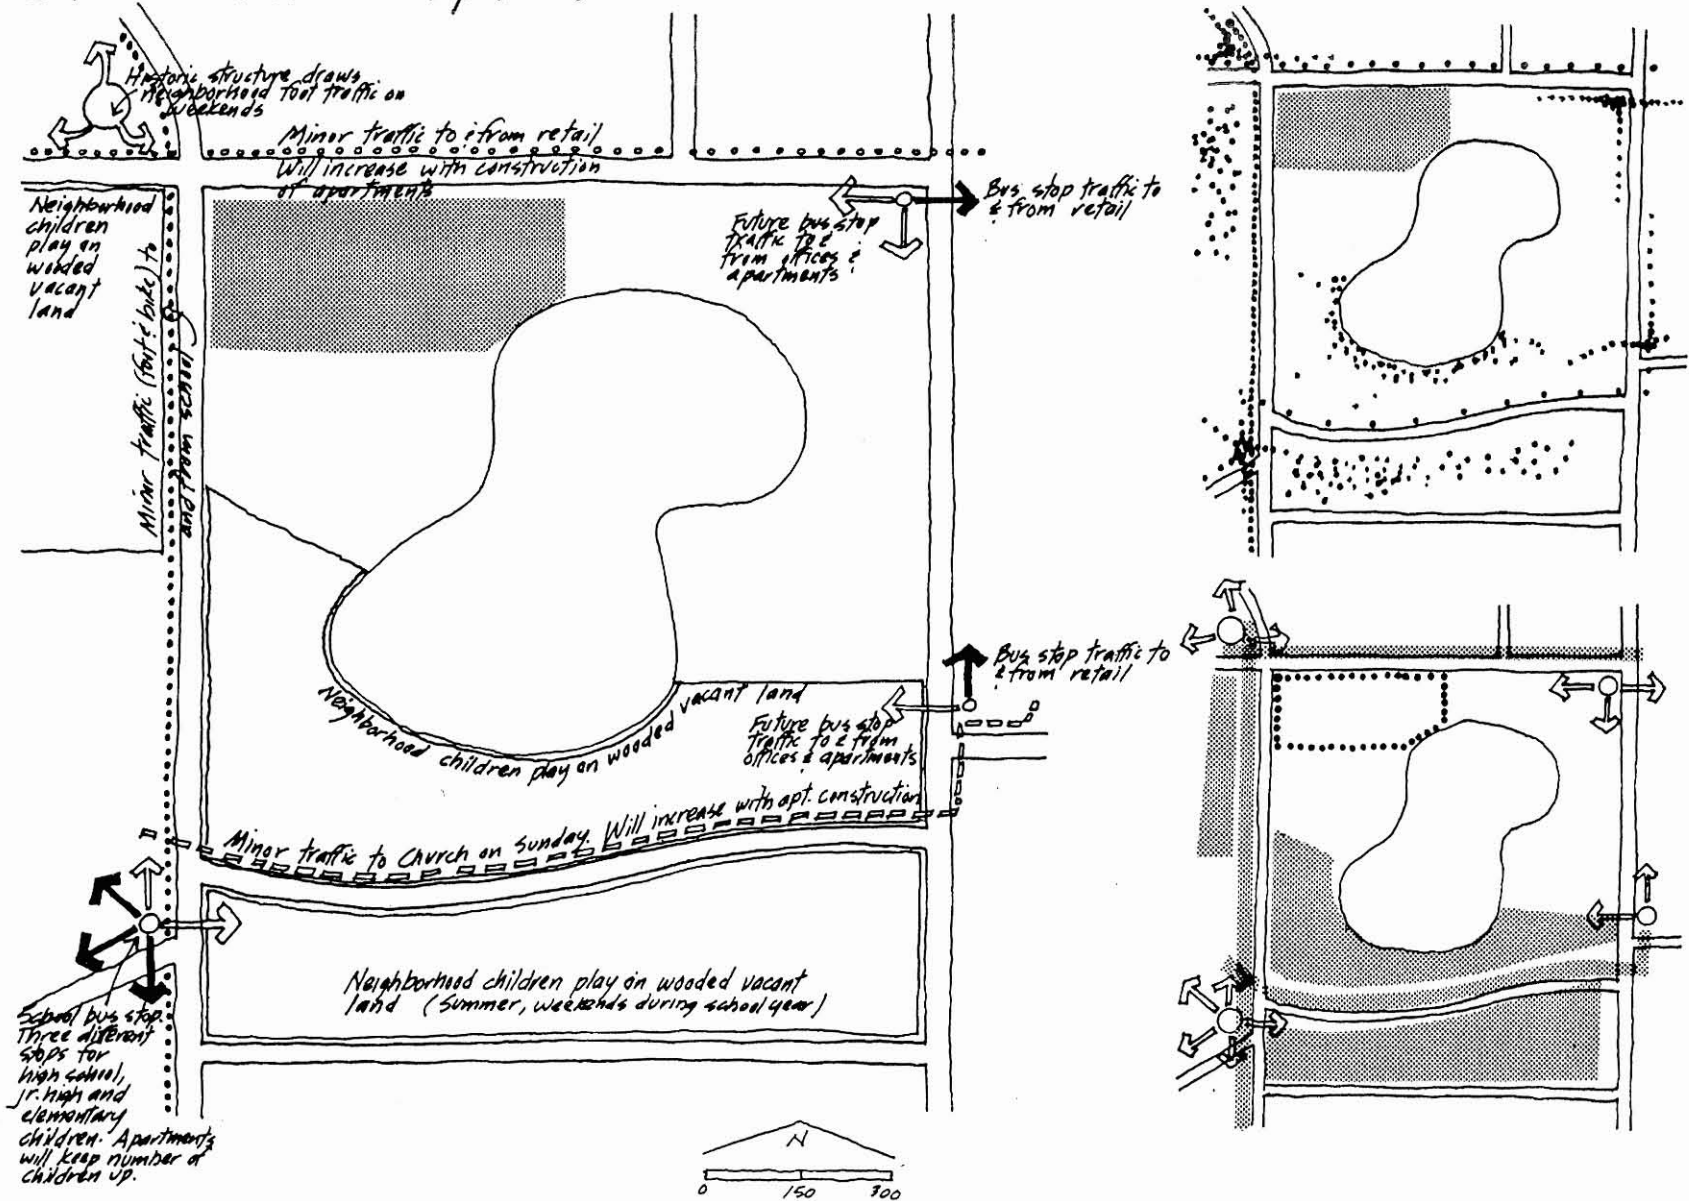 Historic structure draws
neighborhood foot traffic on
weekends
Minor traffic to & from retail
Will increase with construction
of apartments
Neighborhood
children
play on
wooded
vacant
land
Minor traffic (foot & bike) to
and from school
Future bus stop
traffic to &
from offices &
apartments
Bus stop traffic to
& from retail
Bus stop traffic to
& from retail
Neighborhood children play on wooded vacant land
Future bus stop
traffic to & from
offices & apartments
Minor traffic to Church on Sunday. Will increase with apt. construction
Neighborhood children play on wooded vacant
land (Summer, weekends during school year)
School bus stop.
Three different
stops for
high school,
jr. high and
elementary
children. Apartments
will keep number of
children up.
N
0 150 300